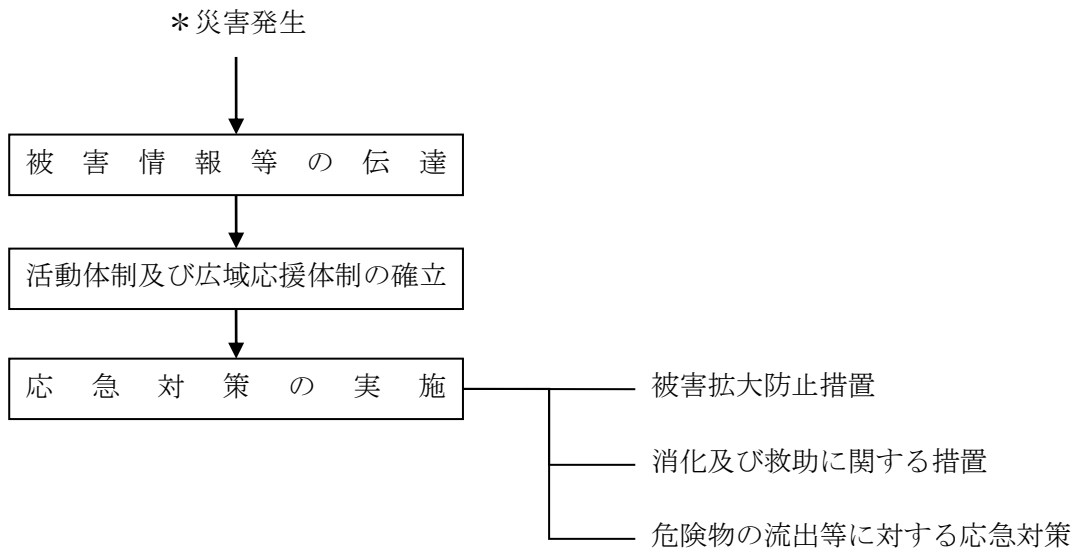 ＊災害発生
被害情報等の伝達
活動体制及び広域応援体制の確立
応急対策の実施
被害拡大防止措置
消化及び救助に関する措置
危険物の流出等に対する応急対策